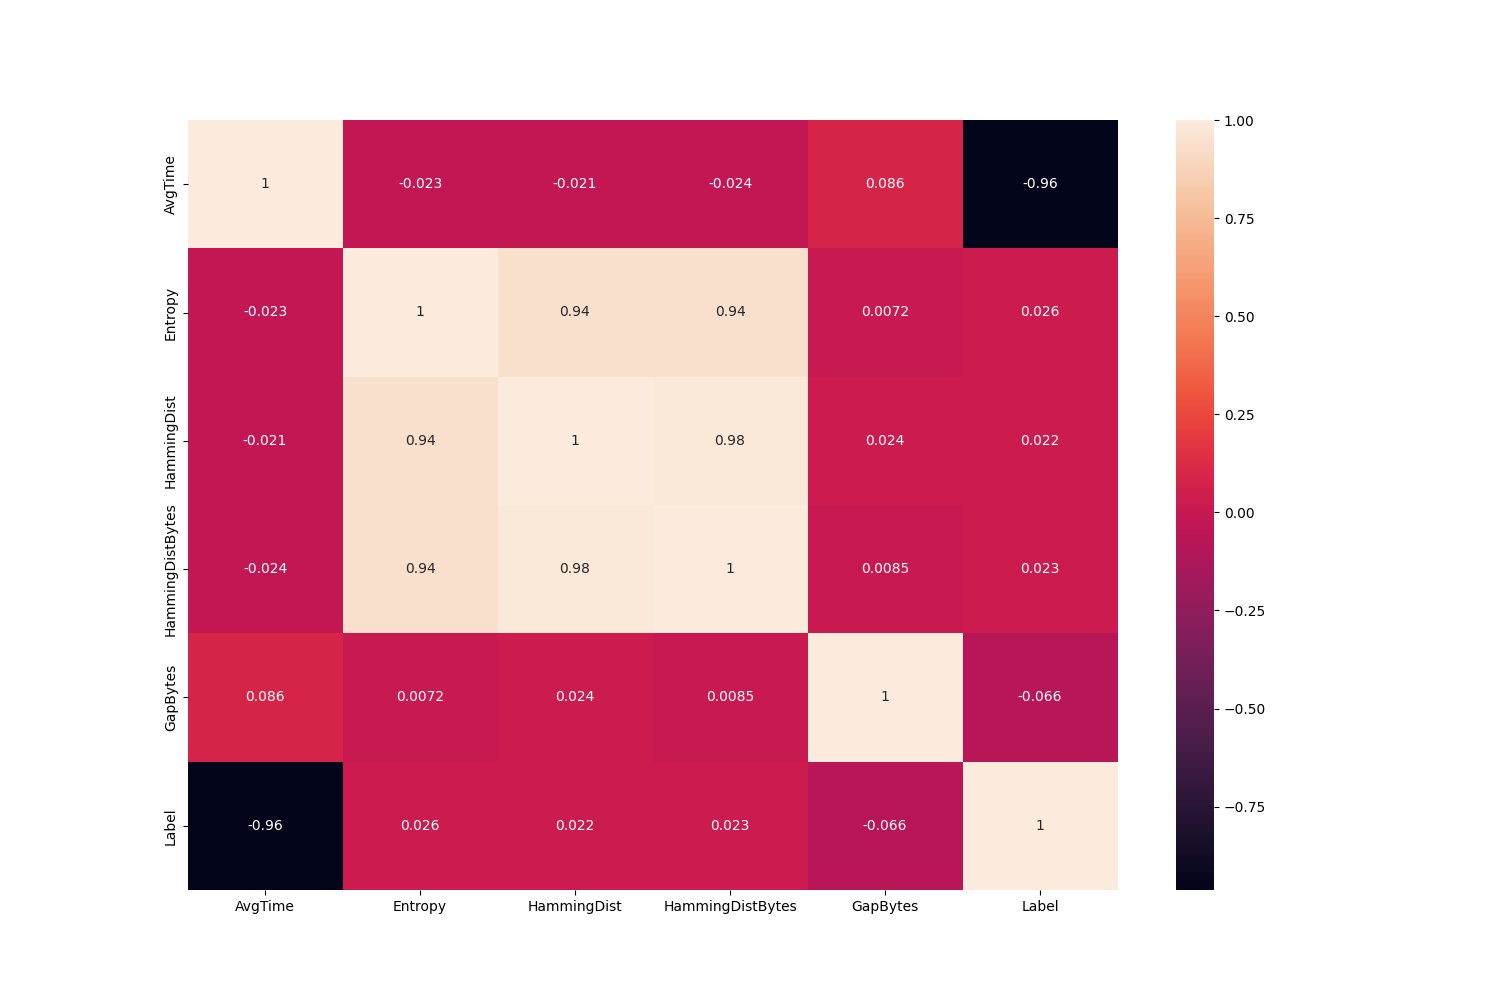 1.00
AvgTime 1 -0.023 -0.021 -0.024 0.086 -0.96
0.75
Entropy -0.023 1 0.94 0.94 0.0072 0.026
0.50
0.25
HammingDist -0.021 0.94 1 0.98 0.024 0.022
0.00
HammingDistBytes -0.024 0.94 0.98 1 0.0085 0.023
−0.25
GapBytes 0.086 0.0072 0.024 0.0085 1 -0.066
−0.50
−0.75
Label -0.96 0.026 0.022 0.023 -0.066 1
AvgTime Entropy HammingDist HammingDistBytes GapBytes Label